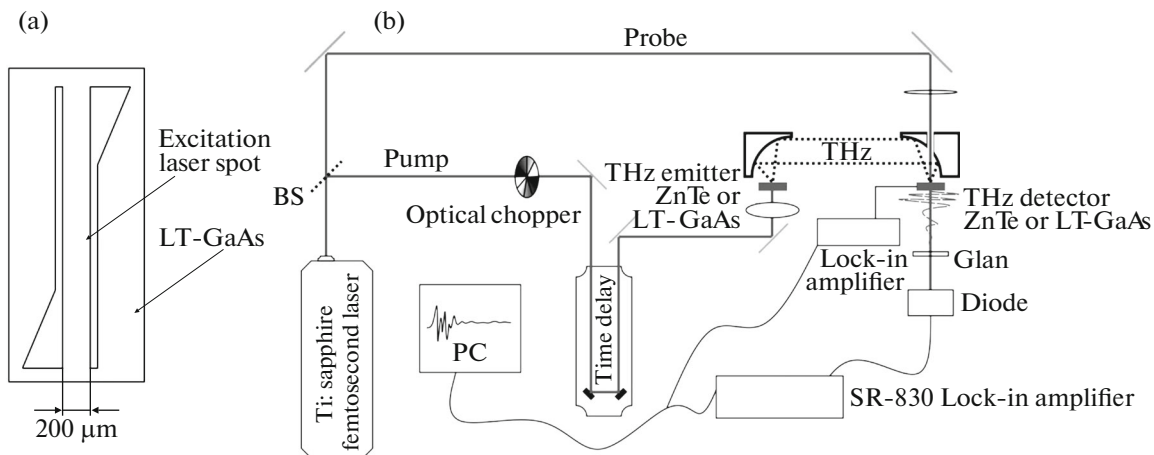 (a)
Excitation
laser spot
LT-GaAs
200 μm
(b)
Probe
Pump
BS
Optical chopper
THz
THz emitter
ZnTe or
LT-GaAs
THz detector
ZnTe or LT-GaAs
Lock-in
amplifier
Glan
Diode
Ti: sapphire
femtosecond laser
PC
Time delay
SR-830 Lock-in amplifier